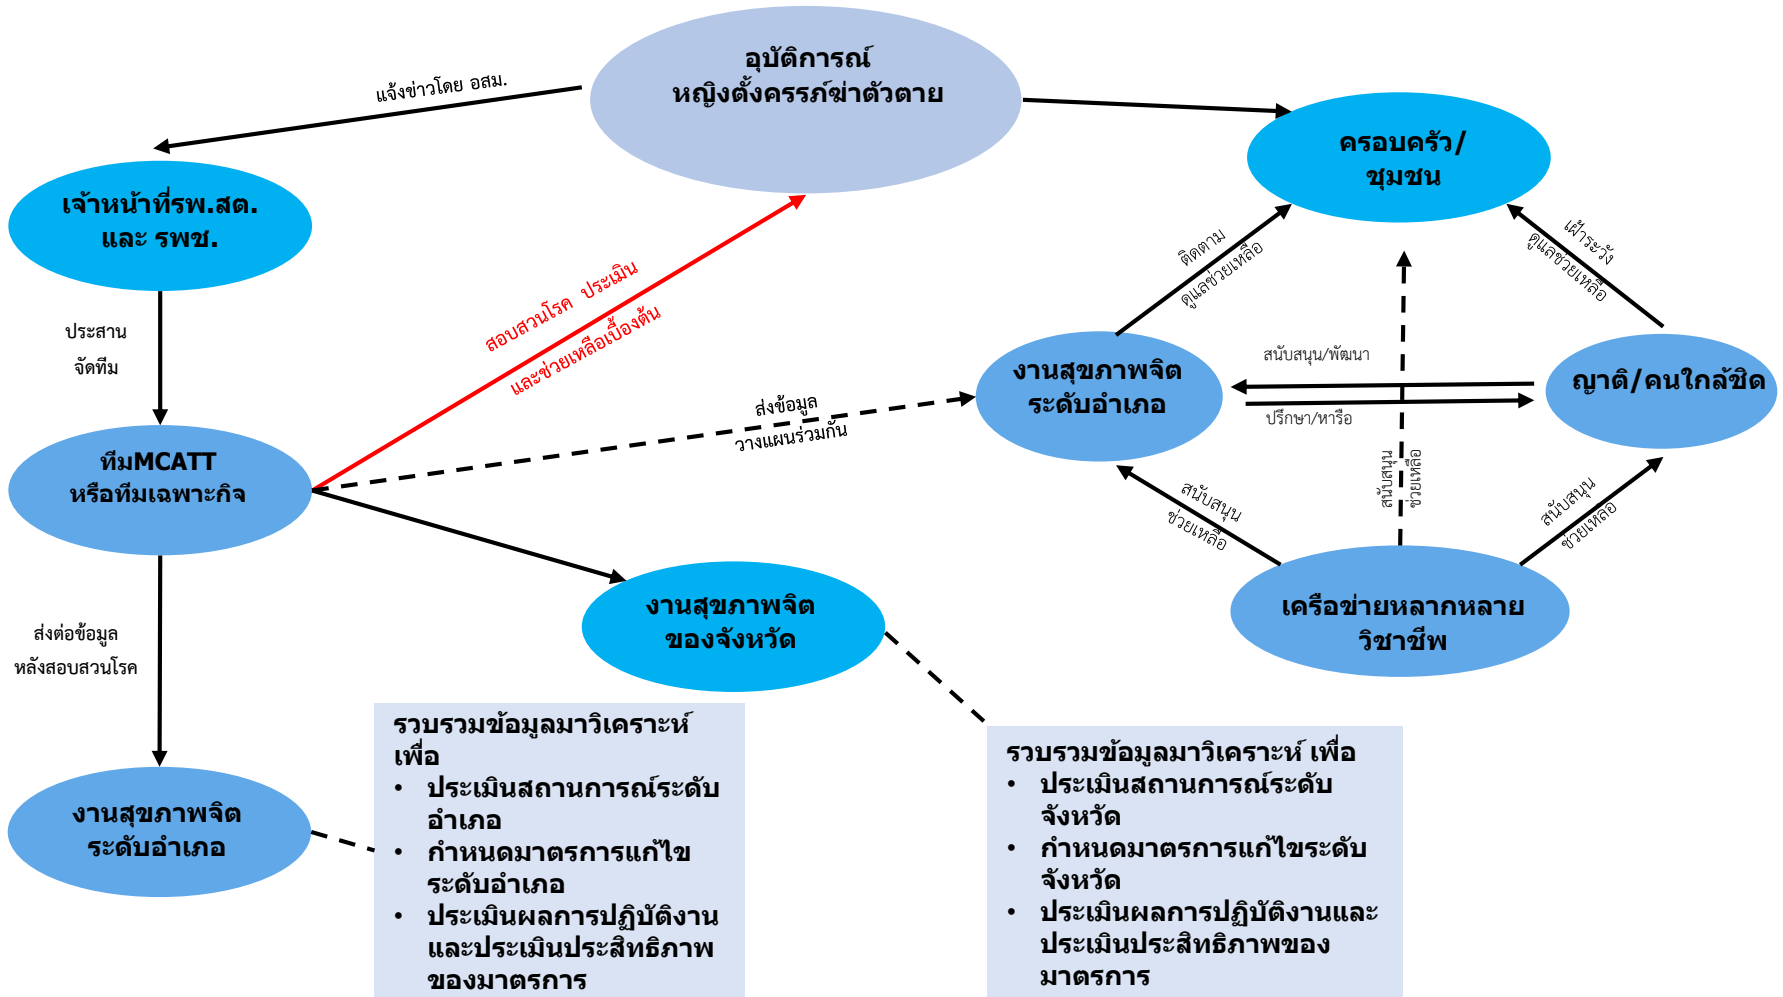 อุบัติการณ์
หญิงตั้งครรภ์ฆ่าตัวตาย
แจ้งข่าวโดย อสม.
ครอบครัว/
ชุมชน
เจ้าหน้าที่รพ.สต.
และ รพช.
ติดตาม
ดูแลช่วยเหลือ
เฝ้าระวัง
ดูแลช่วยเหลือ
สอบสวนโรค ประเมิน
และช่วยเหลือเบื้องต้น
ประสาน
จัดทีม
งานสุขภาพจิต
ระดับอำเภอ
สนับสนุน/พัฒนา
ปรึกษา/หารือ
ญาติ/คนใกล้ชิด
ส่งข้อมูล
วางแผนร่วมกัน
ทีมMCATT
หรือทีมเฉพาะกิจ
สนับสนุน
ช่วยเหลือ
สนับสนุน
ช่วยเหลือ
สนับสนุน
ช่วยเหลือ
งานสุขภาพจิต
ของจังหวัด
เครือข่ายหลากหลาย
วิชาชีพ
ส่งต่อข้อมูล
หลังสอบสวนโรค
งานสุขภาพจิต
ระดับอำเภอ
รวบรวมข้อมูลมาวิเคราะห์
เพื่อ
• ประเมินสถานการณ์ระดับ
อำเภอ
• กำหนดมาตรการแก้ไข
ระดับอำเภอ
• ประเมินผลการปฏิบัติงาน
และประเมินประสิทธิภาพ
ของมาตรการ
รวบรวมข้อมูลมาวิเคราะห์ เพื่อ
• ประเมินสถานการณ์ระดับ
จังหวัด
• กำหนดมาตรการแก้ไขระดับ
จังหวัด
• ประเมินผลการปฏิบัติงานและ
ประเมินประสิทธิภาพของ
มาตรการ